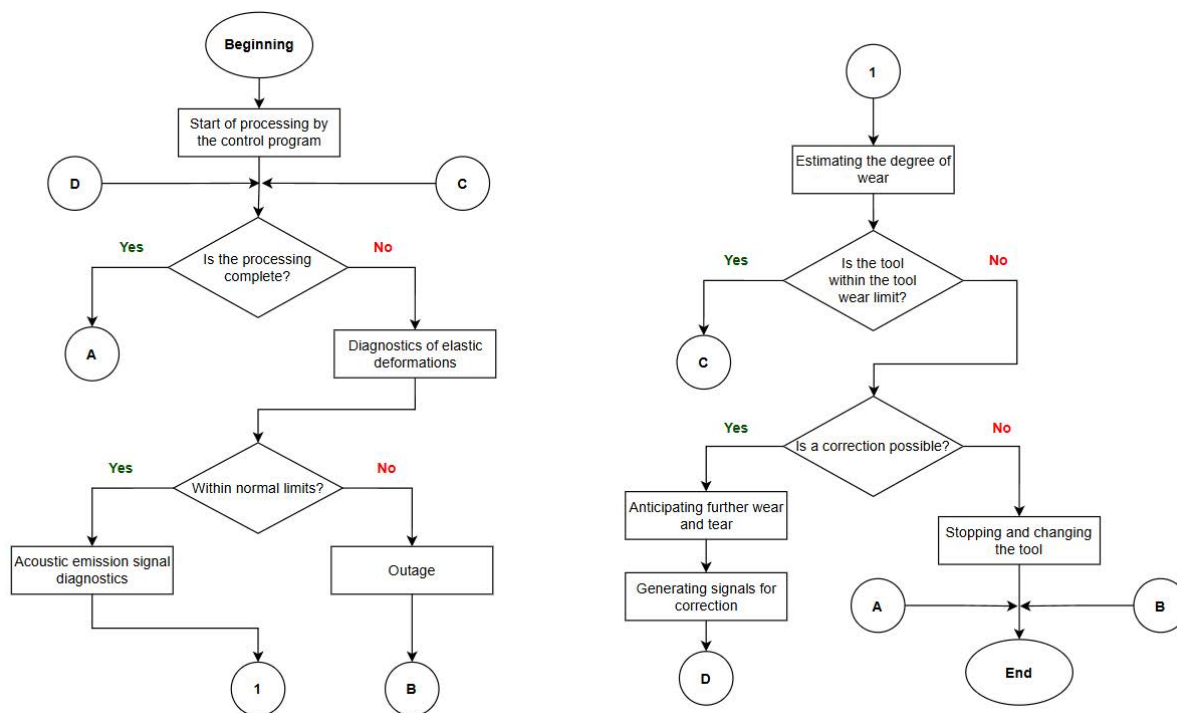 Beginning
Start of processing by
the control program
D
C
Yes
No
Is the processing
complete?
A
Diagnostics of elastic
deformations
Yes
No
Within normal limits?
Acoustic emission signal
diagnostics
Outage
1
B
1
Estimating the degree of
wear
Yes
No
Is the tool
within the tool
wear limit?
C
Yes
No
Is a correction possible?
Anticipating further wear
and tear
Stopping and changing
the tool
Generating signals for
correction
A
B
D
End